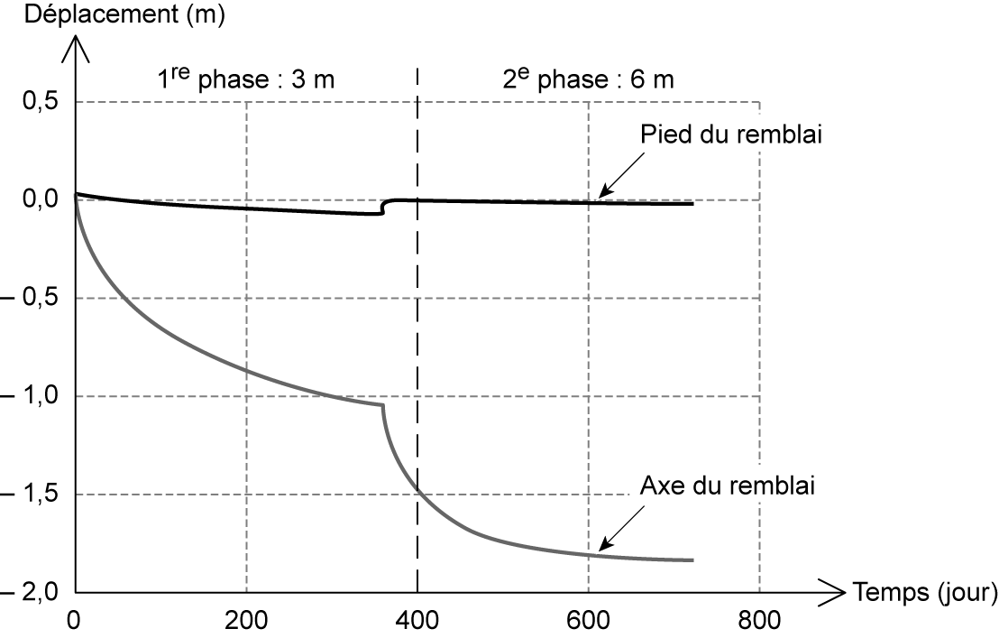 Déplacement (m)
1re phase : 3 m
2e phase : 6 m
0,5
Pied du remblai
0,0
– 0,5
– 1,0
– 1,5
Axe du remblai
– 2,0
Temps (jour)
0
200
400
600
800